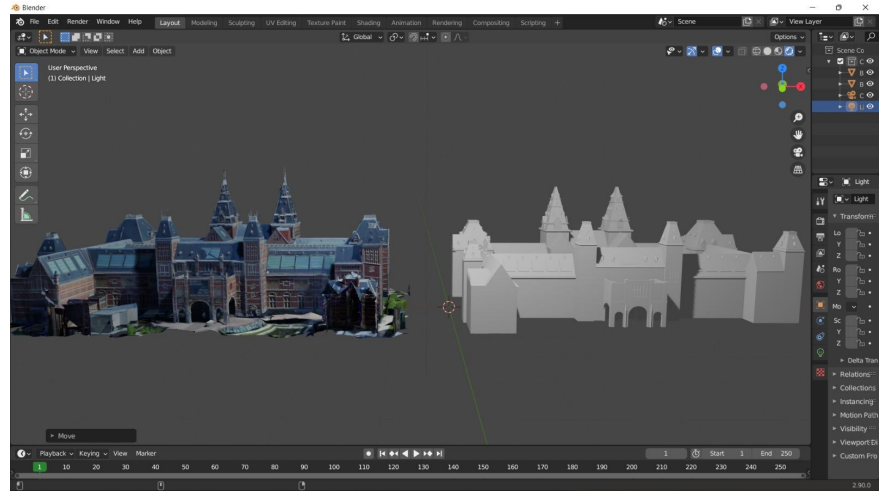 Blender
File Edit Render Window Help Layout Modeling Sculpting UV Editing Texture Paint Shading Animation Rendering Compositing Scripting + Scene View Layer
Global Options
Object Mode View Select Add Object
User Perspective
(1) Collection | Light
Scene Co
C
B
B
C
Li
Light
Light
Transform
Lo
Y
Z
Ro
Y
Z
Mo
Sc
Y
Z
Delta Tran
Relations
Collections
Instancing
Motion Path
Visibility
Viewport Di
Custom Pro
Move
Playback Keying View Marker 1 Start 1 End 250
1 10 20 30 40 50 60 70 80 90 100 110 120 130 140 150 160 170 180 190 200 210 220 230 240 250
2.90.0